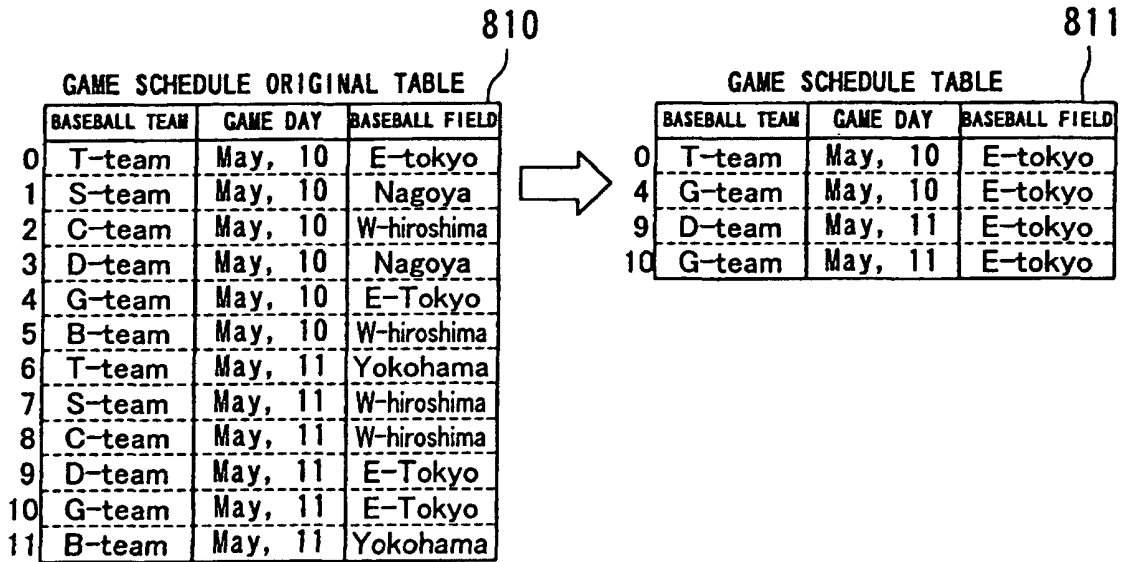 810
GAME SCHEDULE ORIGINAL TABLE
BASEBALL TEAM GAME DAY BASEBALL FIELD
0 T-team May, 10 E-tokyo
1 S-team May, 10 Nagoya
2 C-team May, 10 W-hiroshima
3 D-team May, 10 Nagoya
4 G-team May, 10 E-Tokyo
5 B-team May, 10 W-hiroshima
6 T-team May, 11 Yokohama
7 S-team May, 11 W-hiroshima
8 C-team May, 11 W-hiroshima
9 D-team May, 11 E-Tokyo
10 G-team May, 11 E-Tokyo
11 B-team May, 11 Yokohama
811
GAME SCHEDULE TABLE
BASEBALL TEAM GAME DAY BASEBALL FIELD
0 T-team May, 10 E-tokyo
4 G-team May, 10 E-tokyo
9 D-team May, 11 E-tokyo
10 G-team May, 11 E-tokyo